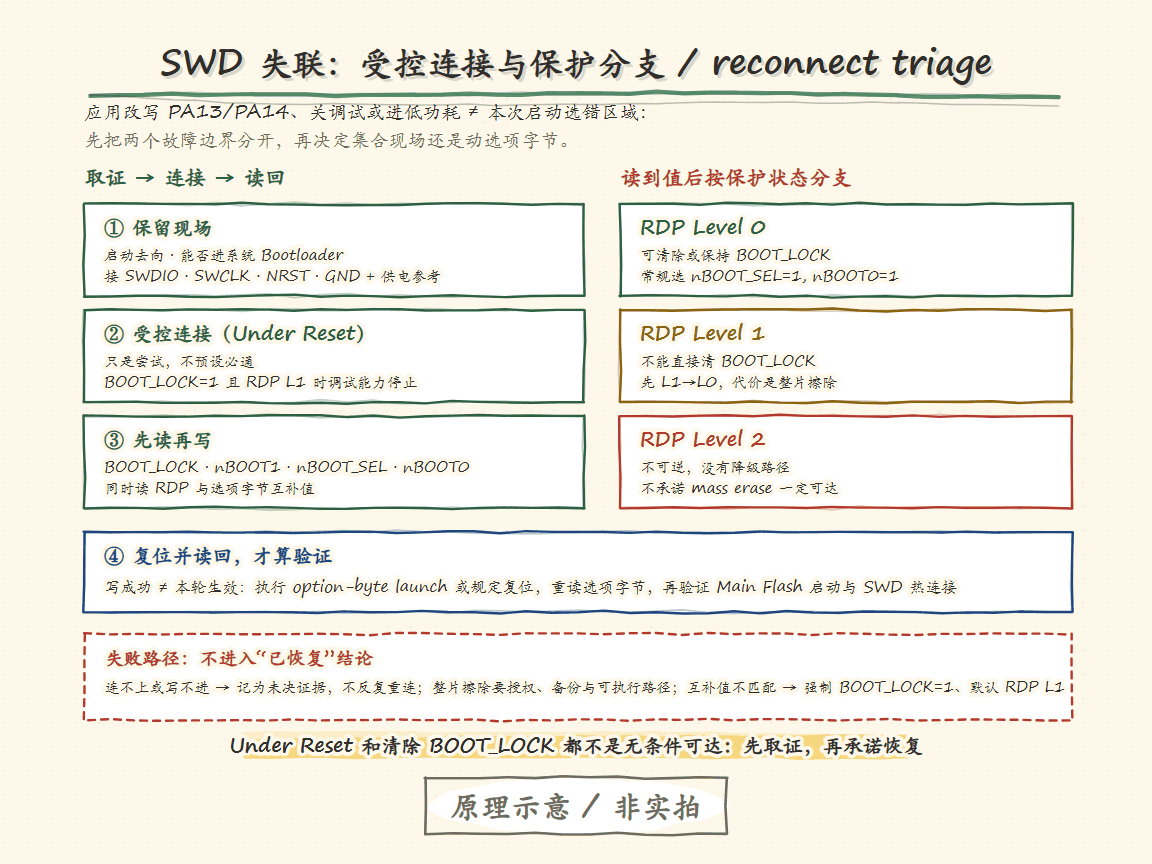 SWD 失联：受控连接与保护分支 / reconnect triage
应用改写 PA13/PA14、关调试或进低功耗 ≠ 本次启动选错区域：
先把两个故障边界分开，再决定集合现场还是动选项字节。
取证 → 连接 → 读回
① 保留现场
启动去向 · 能否进系统 Bootloader
接 SWDIO · SWCLK · NRST · GND + 供电参考
② 受控连接（Under Reset）
只是尝试，不预设必通
BOOT_LOCK=1 且 RDP L1 时调试能力停止
③ 先读再写
BOOT_LOCK · nBOOT1 · nBOOT_SEL · nBOOT0
同时读 RDP 与选项字节互补值
读到值后按保护状态分支
RDP Level 0
可清除或保持 BOOT_LOCK
常规选 nBOOT_SEL=1, nBOOT0=1
RDP Level 1
不能直接清 BOOT_LOCK
先 L1→L0，代价是整片擦除
RDP Level 2
不可逆，没有降级路径
不承诺 mass erase 一定可达
④ 复位并读回，才算验证
写成功 ≠ 本轮生效：执行 option-byte launch 或规定复位，重读选项字节，再验证 Main Flash 启动与 SWD 热连接
失败路径：不进入“已恢复”结论
连不上或写不进 → 记为未决证据，不反复重连；整片擦除要授权、备份与可执行路径；互补值不匹配 → 强制 BOOT_LOCK=1、默认 RDP L1
Under Reset 和清除 BOOT_LOCK 都不是无条件可达：先取证，再承诺恢复
原理示意 / 非实拍